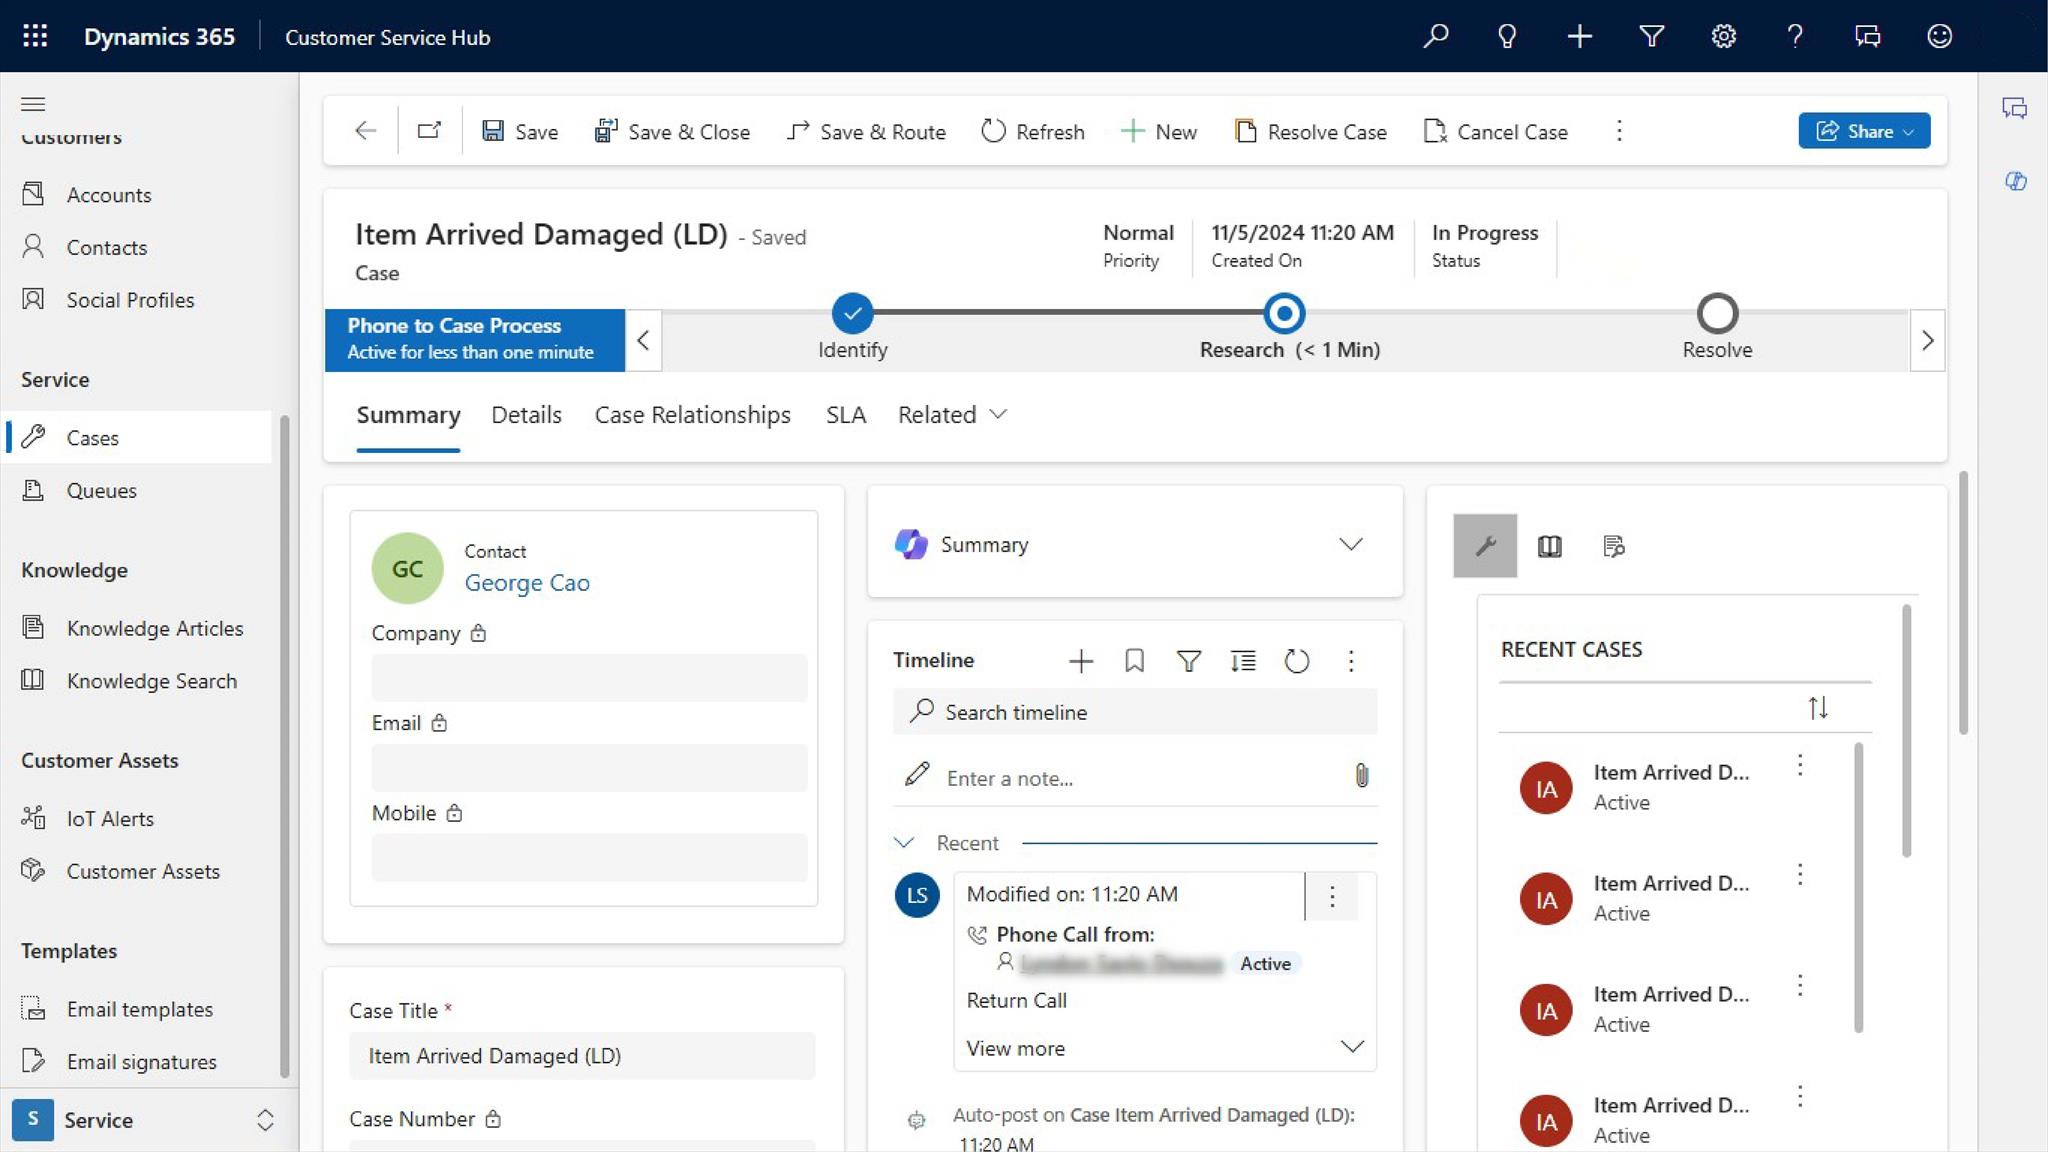 Dynamics 365
Customer Service Hub
Customers
Accounts
Contacts
Social Profiles
Service
Cases
Queues
Knowledge
Knowledge Articles
Knowledge Search
Customer Assets
IoT Alerts
Customer Assets
Templates
Email templates
Email signatures
S Service
Save
Save & Close
Save & Route
Refresh
New
Resolve Case
Cancel Case
Share
Item Arrived Damaged (LD) - Saved
Case
Normal
Priority
11/5/2024 11:20 AM
Created On
In Progress
Status
Phone to Case Process
Active for less than one minute
Identify
Research (< 1 Min)
Resolve
Summary
Details
Case Relationships
SLA
Related
GC
Contact
George Cao
Company
Email
Mobile
Case Title *
Item Arrived Damaged (LD)
Case Number
Summary
Timeline
Search timeline
Enter a note...
Recent
LS
Modified on: 11:20 AM
Phone Call from:
Active
Return Call
View more
Auto-post on Case Item Arrived Damaged (LD):
11:20 AM
RECENT CASES
IA
Item Arrived D...
Active
IA
Item Arrived D...
Active
IA
Item Arrived D...
Active
IA
Item Arrived D...
Active